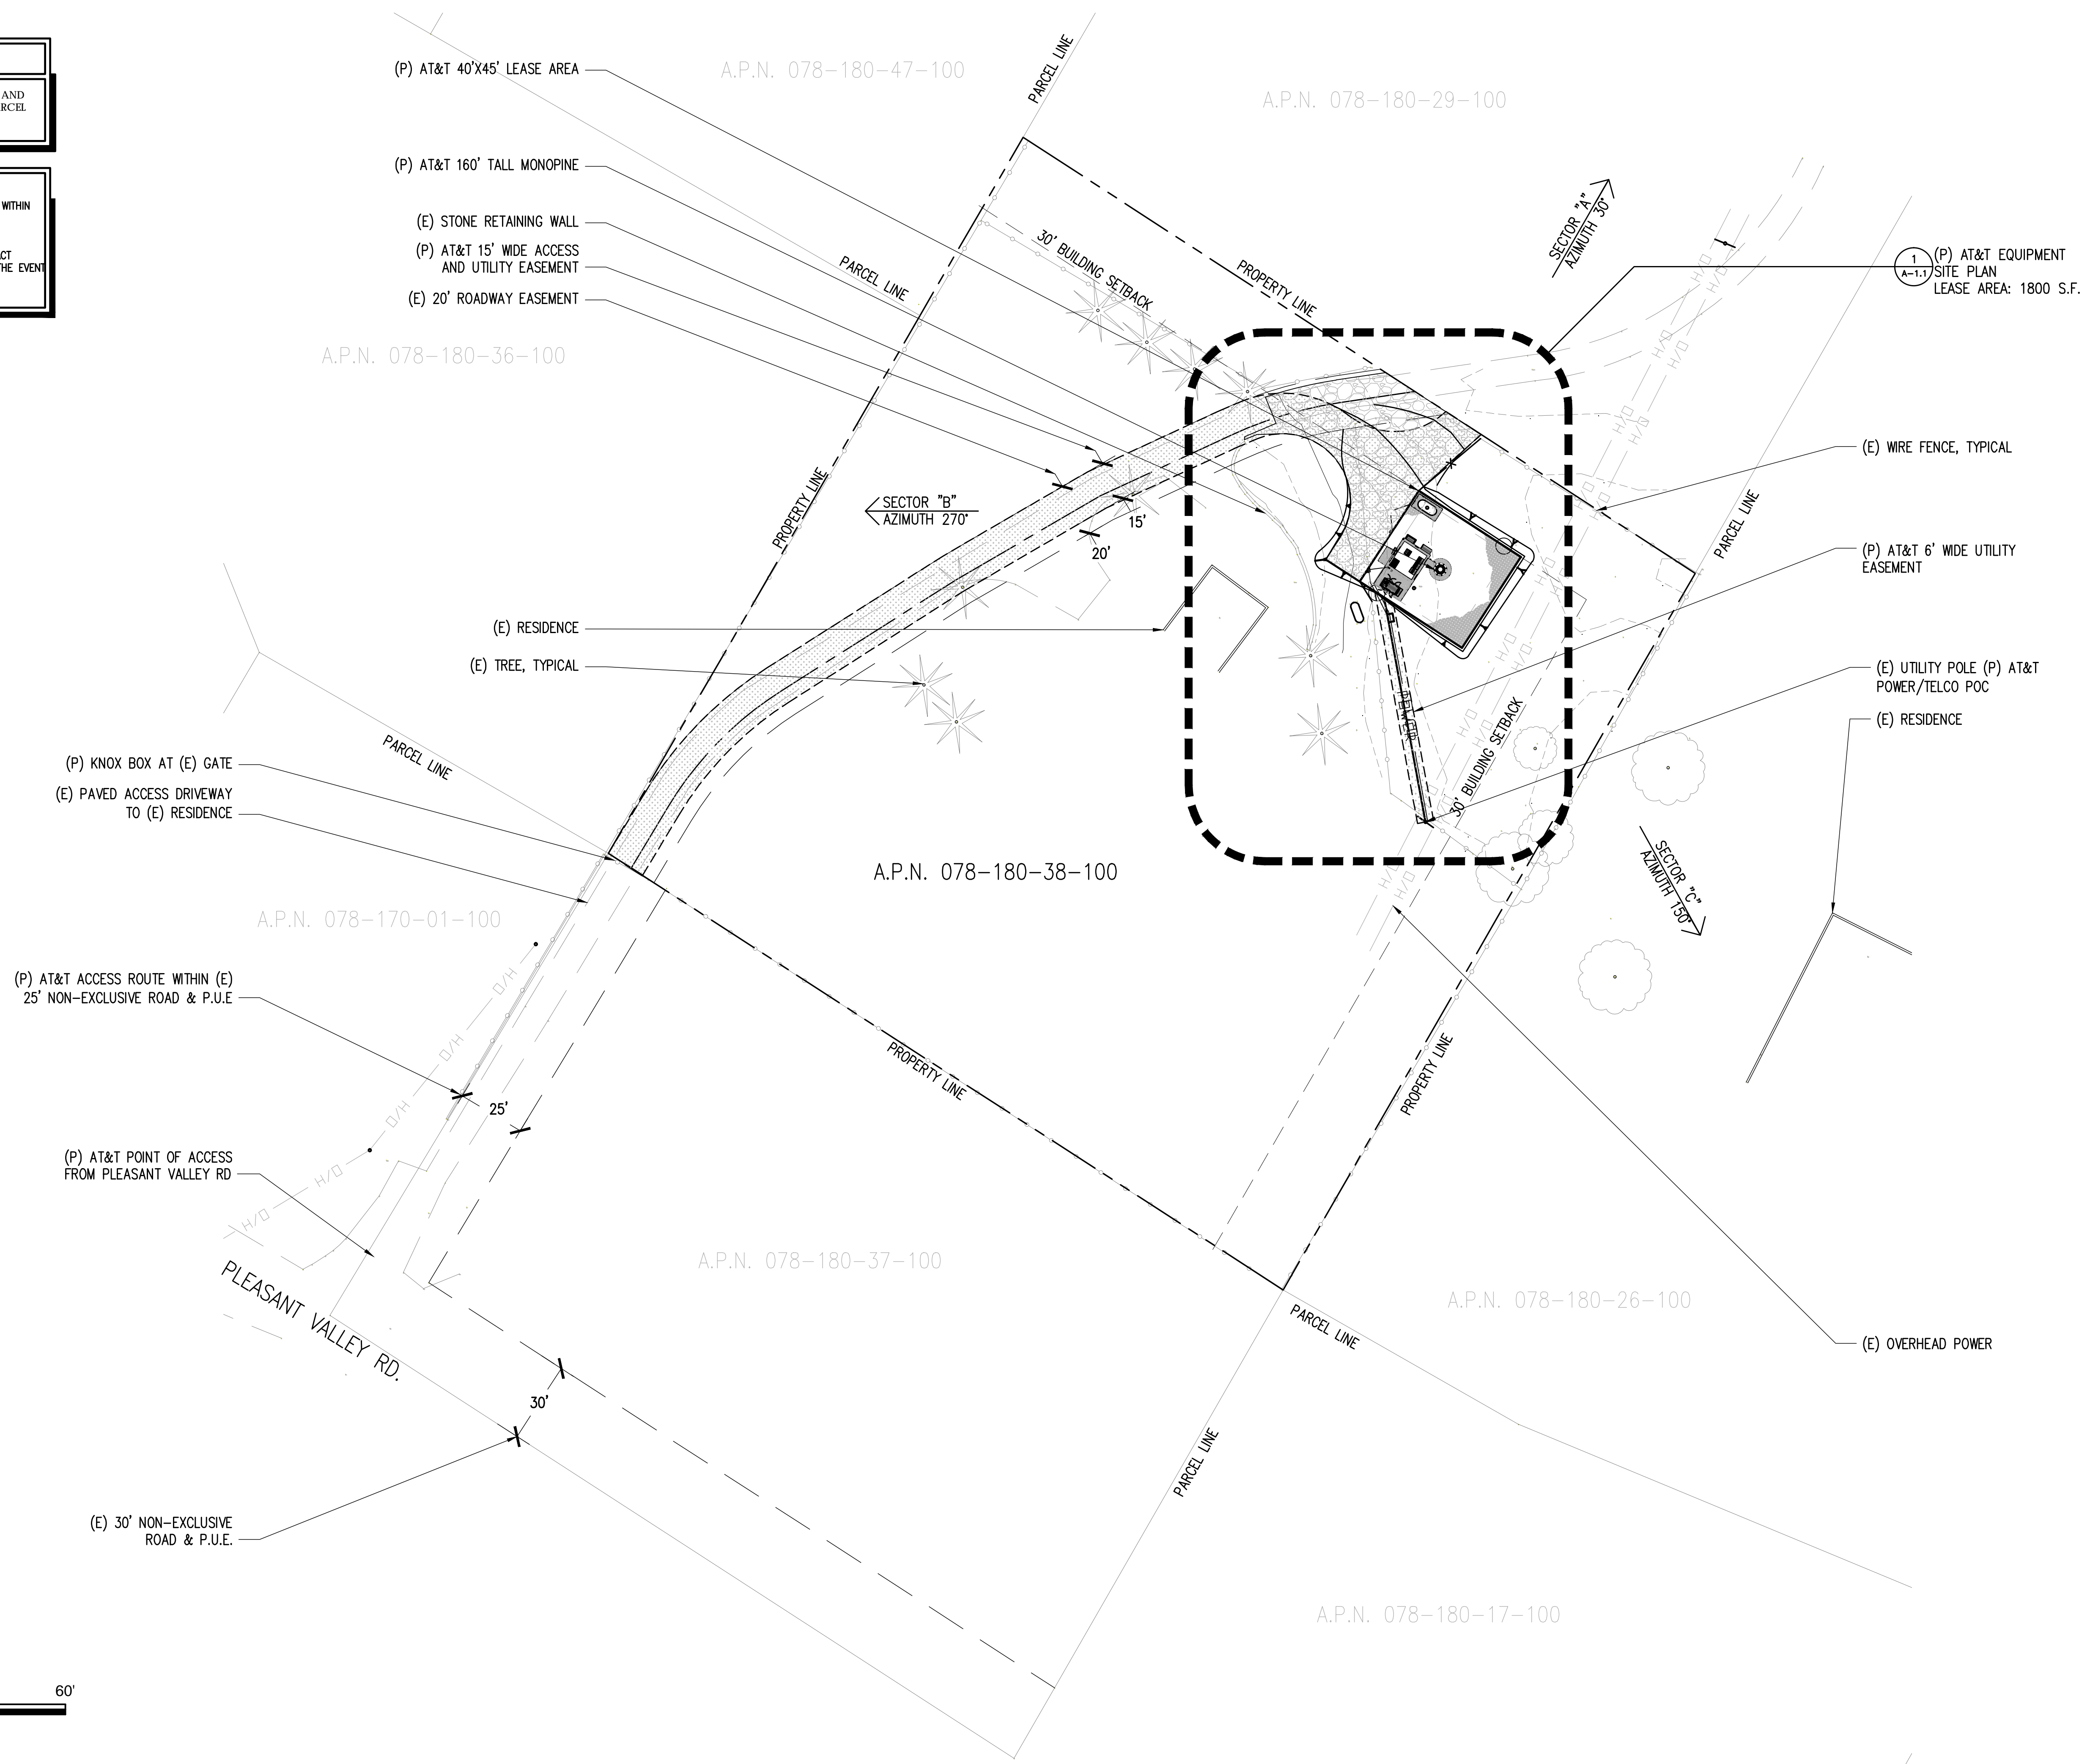 AND
RCEL
WITHIN
CT
THE EVENT
(P) AT&T 40'X45' LEASE AREA
(P) AT&T 160' TALL MONOPINE
(E) STONE RETAINING WALL
(P) AT&T 15' WIDE ACCESS
AND UTILITY EASEMENT
(E) 20' ROADWAY EASEMENT
A.P.N. 078-180-47-100
A.P.N. 078-180-29-100
PARCEL LINE
SECTOR "A"
AZIMUTH 30°
1
A-1.1
(P) AT&T EQUIPMENT
SITE PLAN
LEASE AREA: 1800 S.F.
30' BUILDING SETBACK
PROPERTY LINE
PARCEL LINE
A.P.N. 078-180-36-100
H/O
H/O
H/O
H/O
H/O
H/O
(E) WIRE FENCE, TYPICAL
PROPERTY LINE
SECTOR "B"
AZIMUTH 270°
15'
20'
H/O
H/O
PARCEL LINE
(P) AT&T 6' WIDE UTILITY
EASEMENT
(E) RESIDENCE
(E) TREE, TYPICAL
H/O
H/O
(E) UTILITY POLE (P) AT&T
POWER/TELCO POC
(E) RESIDENCE
30' BUILDING SETBACK
PARCEL LINE
(P) KNOX BOX AT (E) GATE
(E) PAVED ACCESS DRIVEWAY
TO (E) RESIDENCE
A.P.N. 078-180-38-100
H/O
H/O
SECTOR "C"
AZIMUTH 150°
A.P.N. 078-170-01-100
(P) AT&T ACCESS ROUTE WITHIN (E)
25' NON-EXCLUSIVE ROAD & P.U.E
O/H
O/H
25'
PROPERTY LINE
PROPERTY LINE
(P) AT&T POINT OF ACCESS
FROM PLEASANT VALLEY RD
H/O
H/O
A.P.N. 078-180-37-100
A.P.N. 078-180-26-100
PLEASANT VALLEY RD.
PARCEL LINE
(E) OVERHEAD POWER
30'
PARCEL LINE
(E) 30' NON-EXCLUSIVE
ROAD & P.U.E.
A.P.N. 078-180-17-100
60'